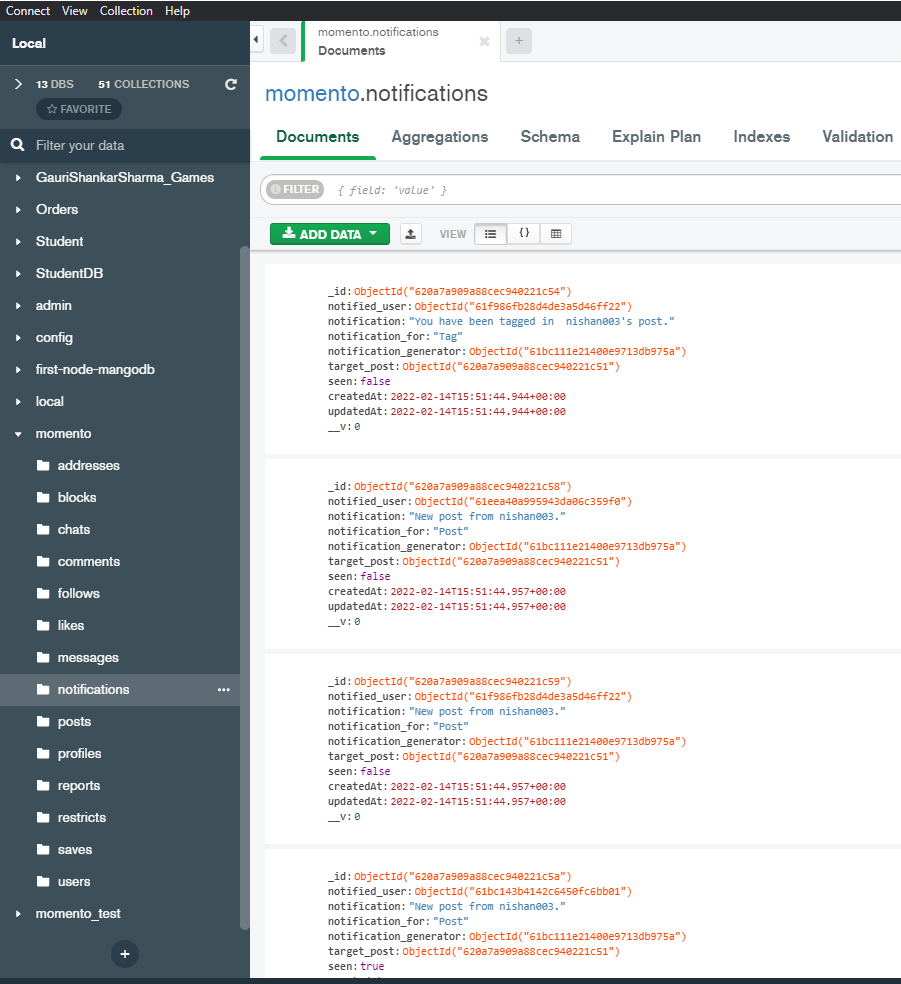 Connect View Collection Help
Local
13 DBS 51 COLLECTIONS
FAVORITE
Filter your data
GauriShankarSharma_Games
Orders
Student
StudentDB
admin
config
first-node-mangodb
local
momento
addresses
blocks
chats
comments
follows
likes
messages
notifications
posts
profiles
reports
restricts
saves
users
momento_test
momento.notifications
Documents
momento.notifications
Documents Aggregations Schema Explain Plan Indexes Validation
FILTER { field: 'value' }
ADD DATA VIEW
_id: ObjectId("620a7a909a88cec940221c54")
notified_user: ObjectId("61f986fb28d4de3a5d46ff22")
notification: "You have been tagged in  nishan003's post."
notification_for: "Tag"
notification_generator: ObjectId("61bc111e21400e9713db975a")
target_post: ObjectId("620a7a909a88cec940221c51")
seen: false
createdAt: 2022-02-14T15:51:44.944+00:00
updatedAt: 2022-02-14T15:51:44.944+00:00
__v: 0
_id: ObjectId("620a7a909a88cec940221c58")
notified_user: ObjectId("61eea40a995943da06c359f0")
notification: "New post from nishan003."
notification_for: "Post"
notification_generator: ObjectId("61bc111e21400e9713db975a")
target_post: ObjectId("620a7a909a88cec940221c51")
seen: false
createdAt: 2022-02-14T15:51:44.957+00:00
updatedAt: 2022-02-14T15:51:44.957+00:00
__v: 0
_id: ObjectId("620a7a909a88cec940221c59")
notified_user: ObjectId("61f986fb28d4de3a5d46ff22")
notification: "New post from nishan003."
notification_for: "Post"
notification_generator: ObjectId("61bc111e21400e9713db975a")
target_post: ObjectId("620a7a909a88cec940221c51")
seen: false
createdAt: 2022-02-14T15:51:44.957+00:00
updatedAt: 2022-02-14T15:51:44.957+00:00
__v: 0
_id: ObjectId("620a7a909a88cec940221c5a")
notified_user: ObjectId("61bc143b4142c6450fc6bb01")
notification: "New post from nishan003."
notification_for: "Post"
notification_generator: ObjectId("61bc111e21400e9713db975a")
target_post: ObjectId("620a7a909a88cec940221c51")
seen: true